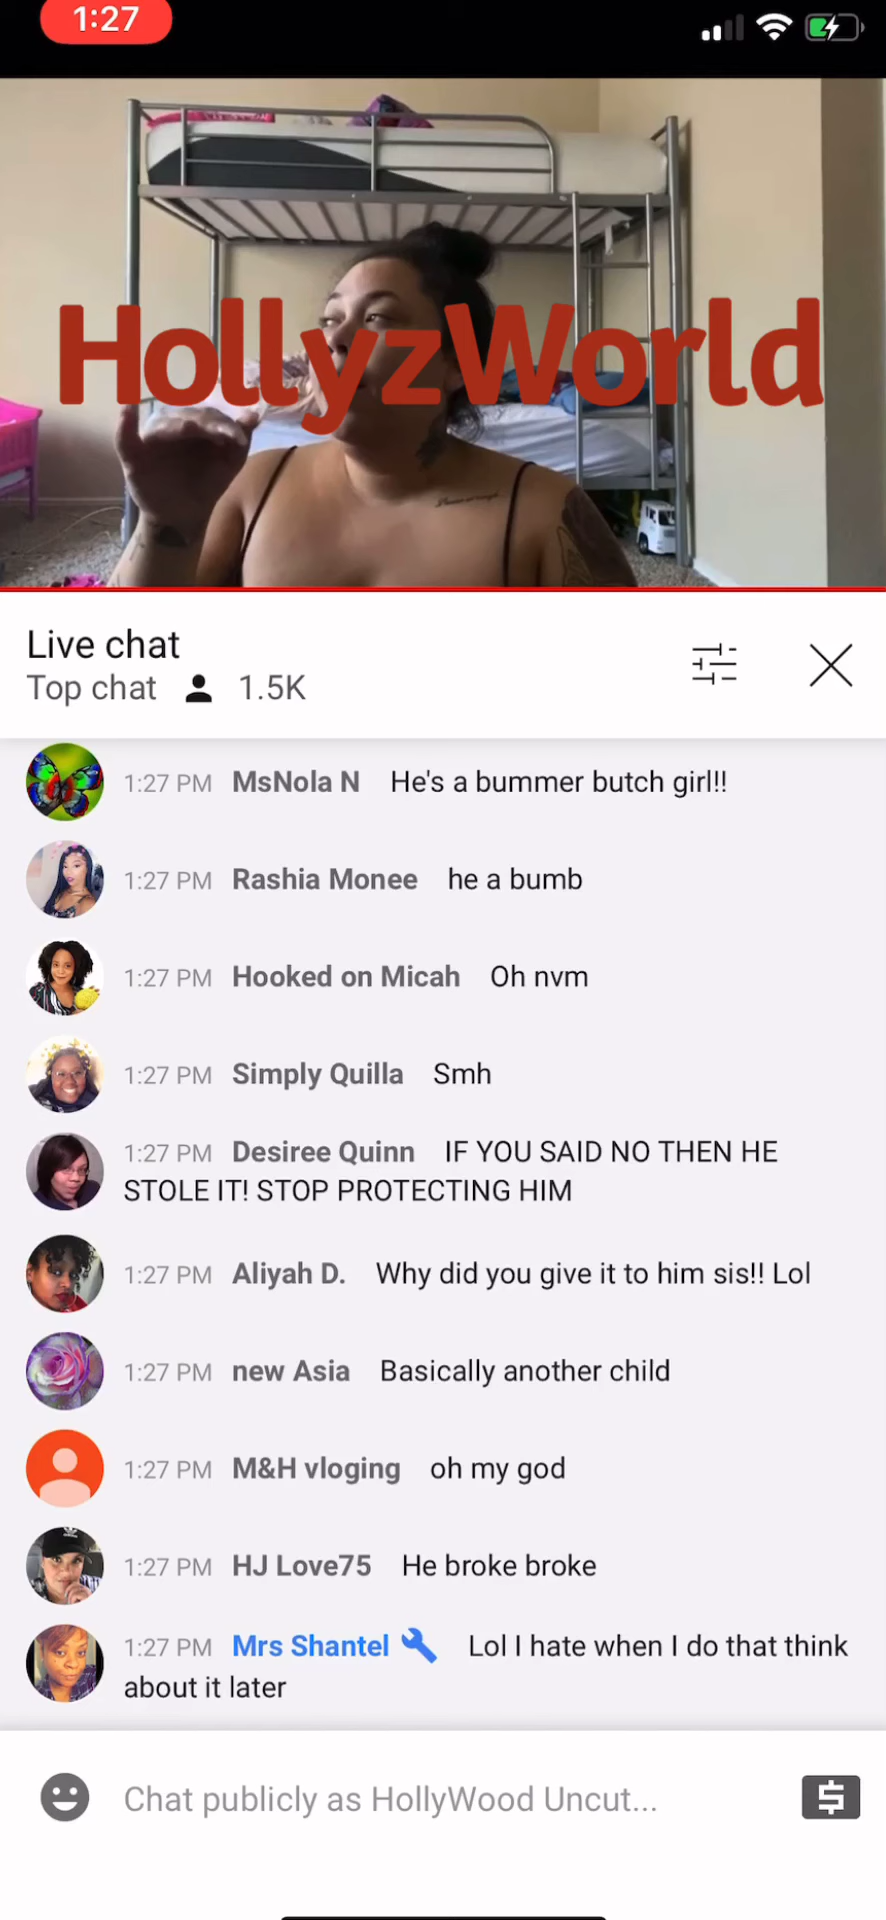 1:27
HollyzWorld
Live chat
Top chat 1.5K
1:27 PM MsNola N He's a bummer butch girl!!
1:27 PM Rashia Monee he a bumb
1:27 PM Hooked on Micah Oh nvm
1:27 PM Simply Quilla Smh
1:27 PM Desiree Quinn IF YOU SAID NO THEN HE
STOLE IT! STOP PROTECTING HIM
1:27 PM Aliyah D. Why did you give it to him sis!! Lol
1:27 PM new Asia Basically another child
1:27 PM M&H vloging oh my god
1:27 PM HJ Love75 He broke broke
1:27 PM Mrs Shantel Lol I hate when I do that think
about it later
Chat publicly as HollyWood Uncut...
$